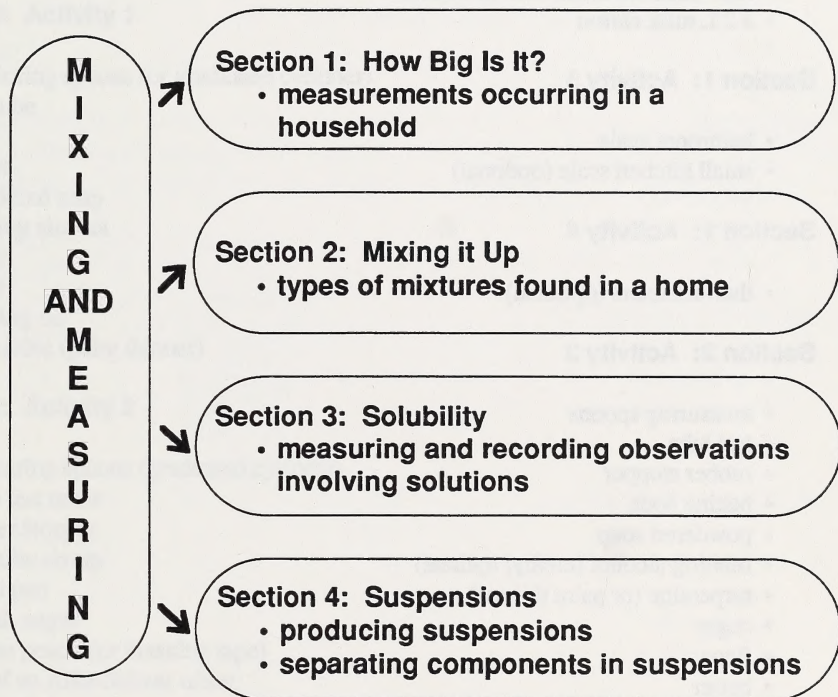 MIXING AND MEASURING
Section 1: How Big Is It?
• measurements occurring in a
household
Section 2: Mixing it Up
• types of mixtures found in a home
Section 3: Solubility
• measuring and recording observations
involving solutions
Section 4: Suspensions
• producing suspensions
• separating components in suspensions